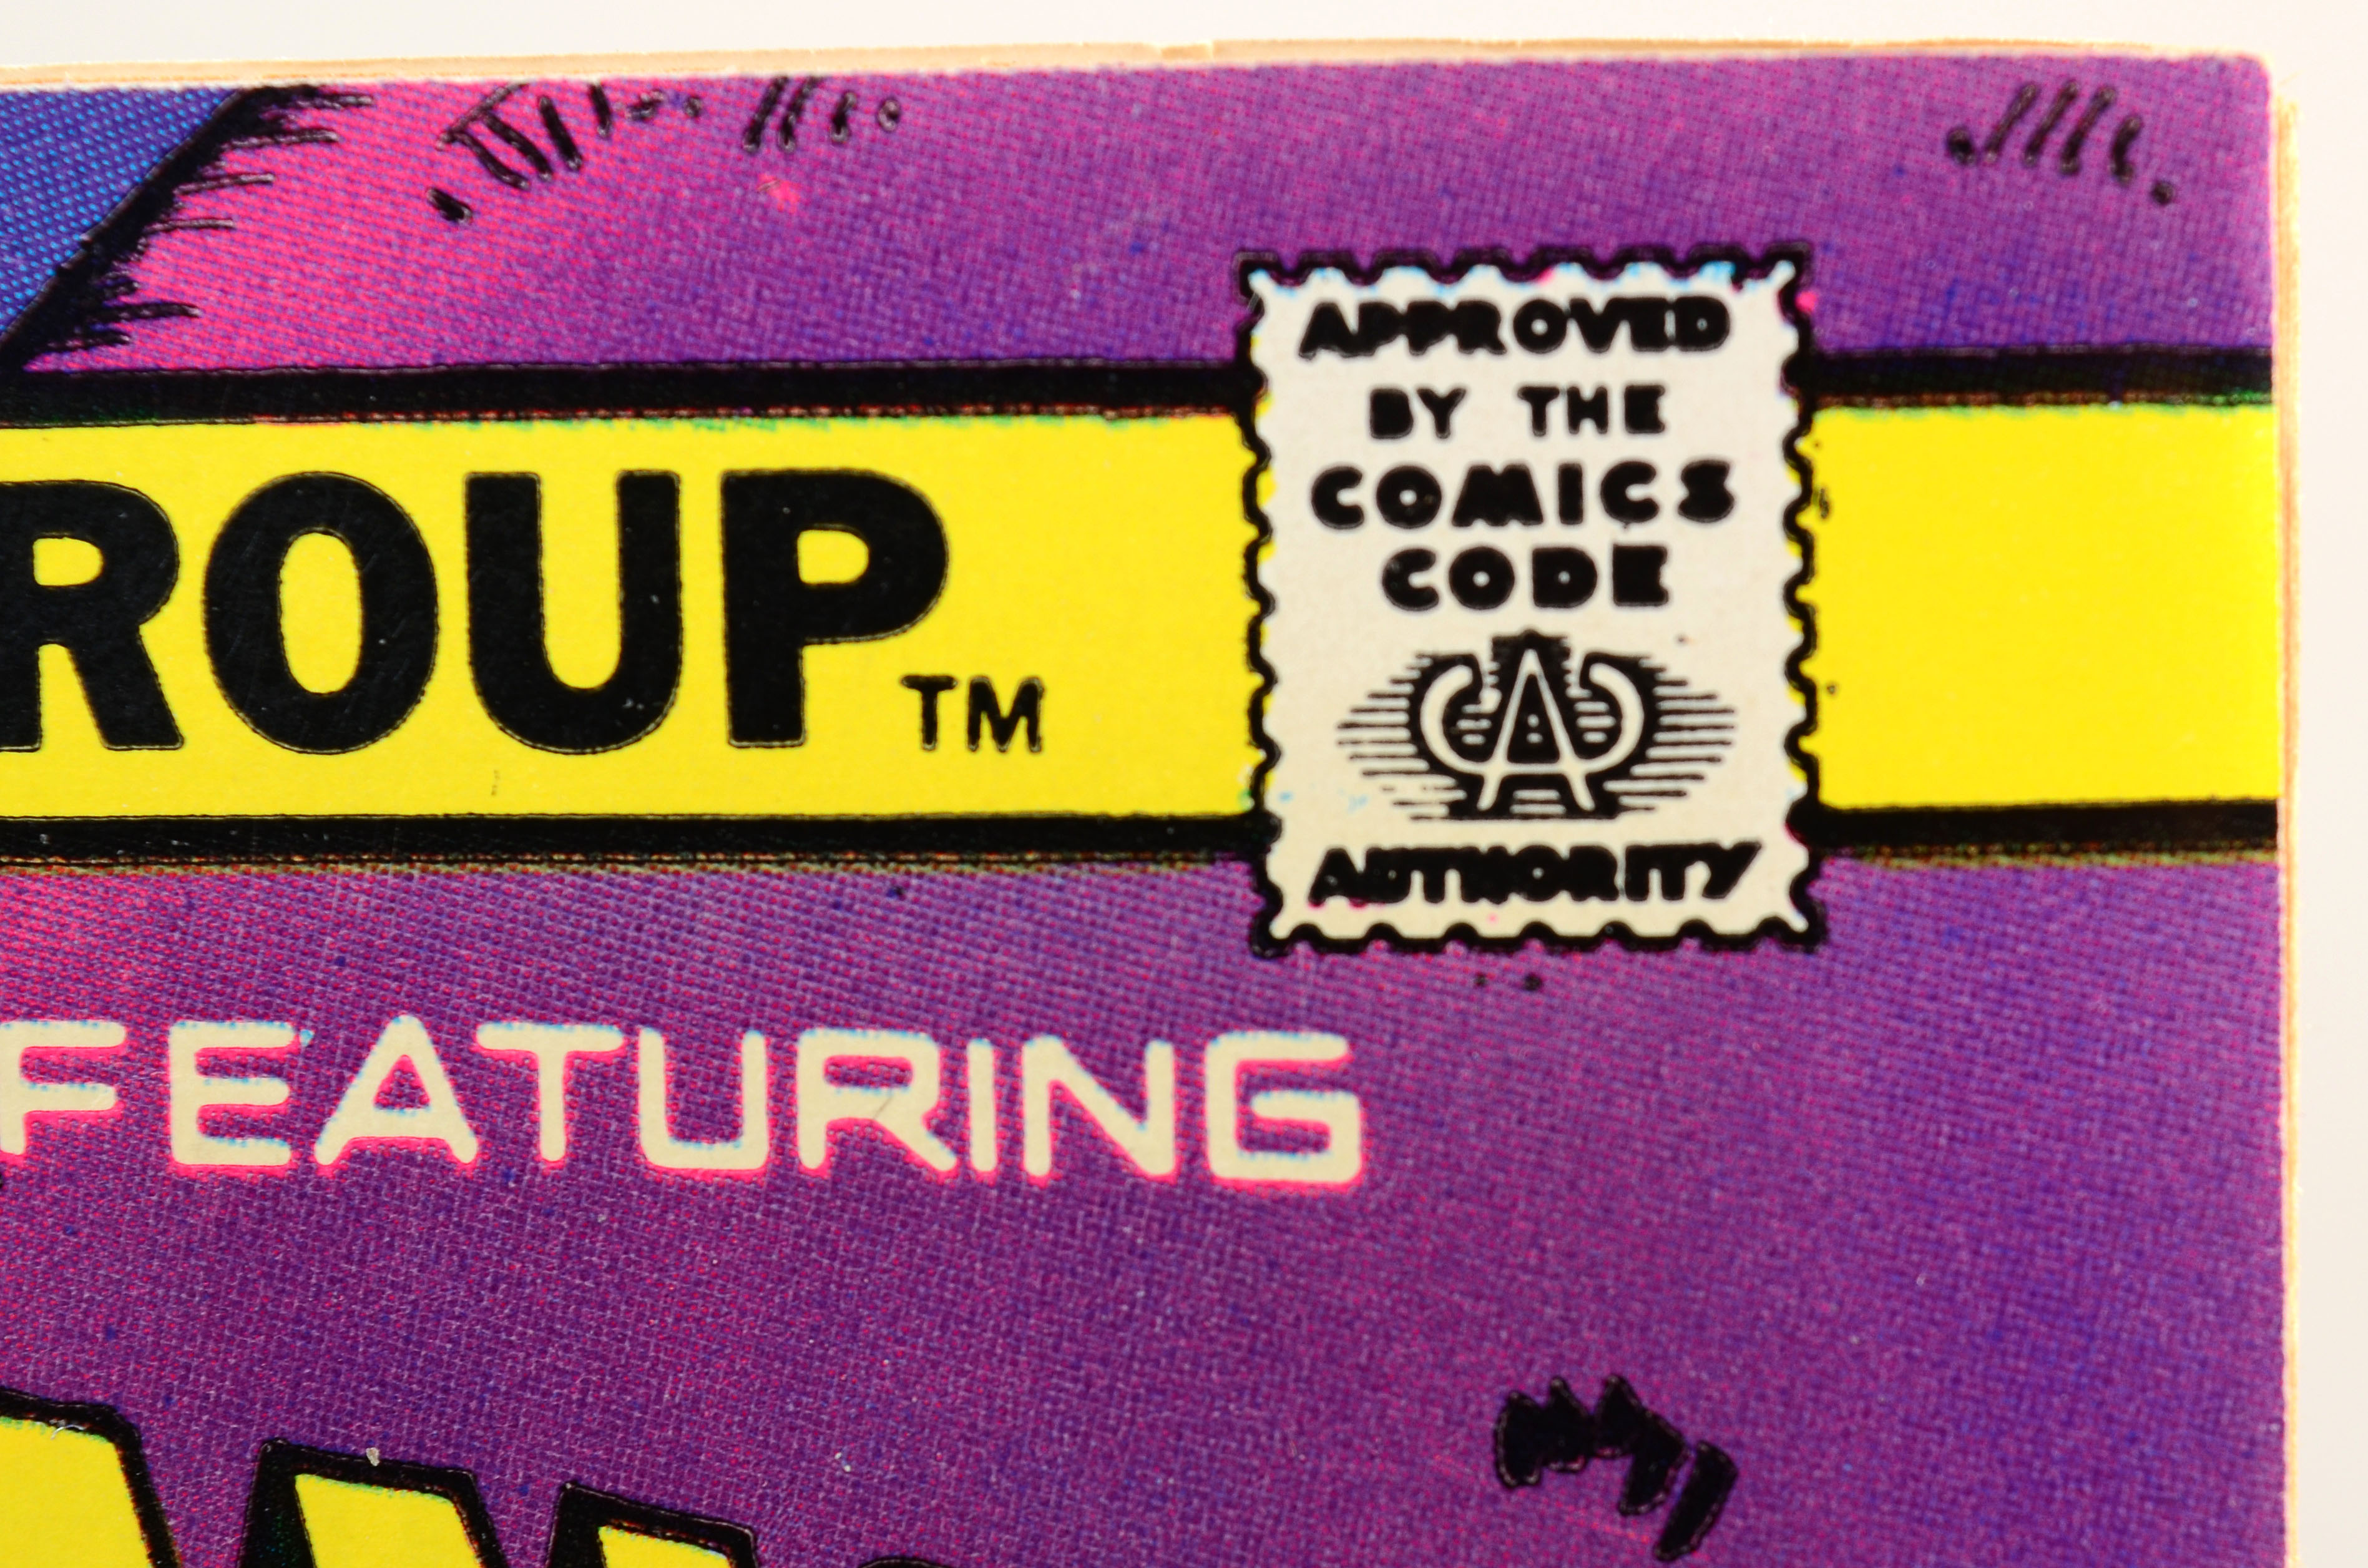 ROUP TM
APPROVED
BY THE
COMICS
CODE
CA
AUTHORITY
FEATURING